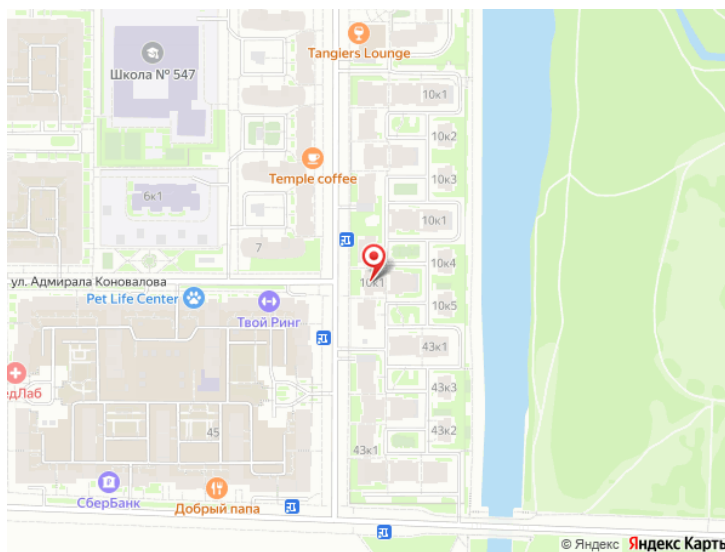 Tangiers Lounge
Школа № 547
10к1
10к2
Temple coffee
10к3
6к1
10к1
7
10к4
ул. Адмирала Коновалова
10к1
Pet Life Center
10к5
Твой Ринг
43к1
едЛаб
43к3
45
43к2
43к1
СберБанк
Добрый папа
© Яндекс Яндекс Карты